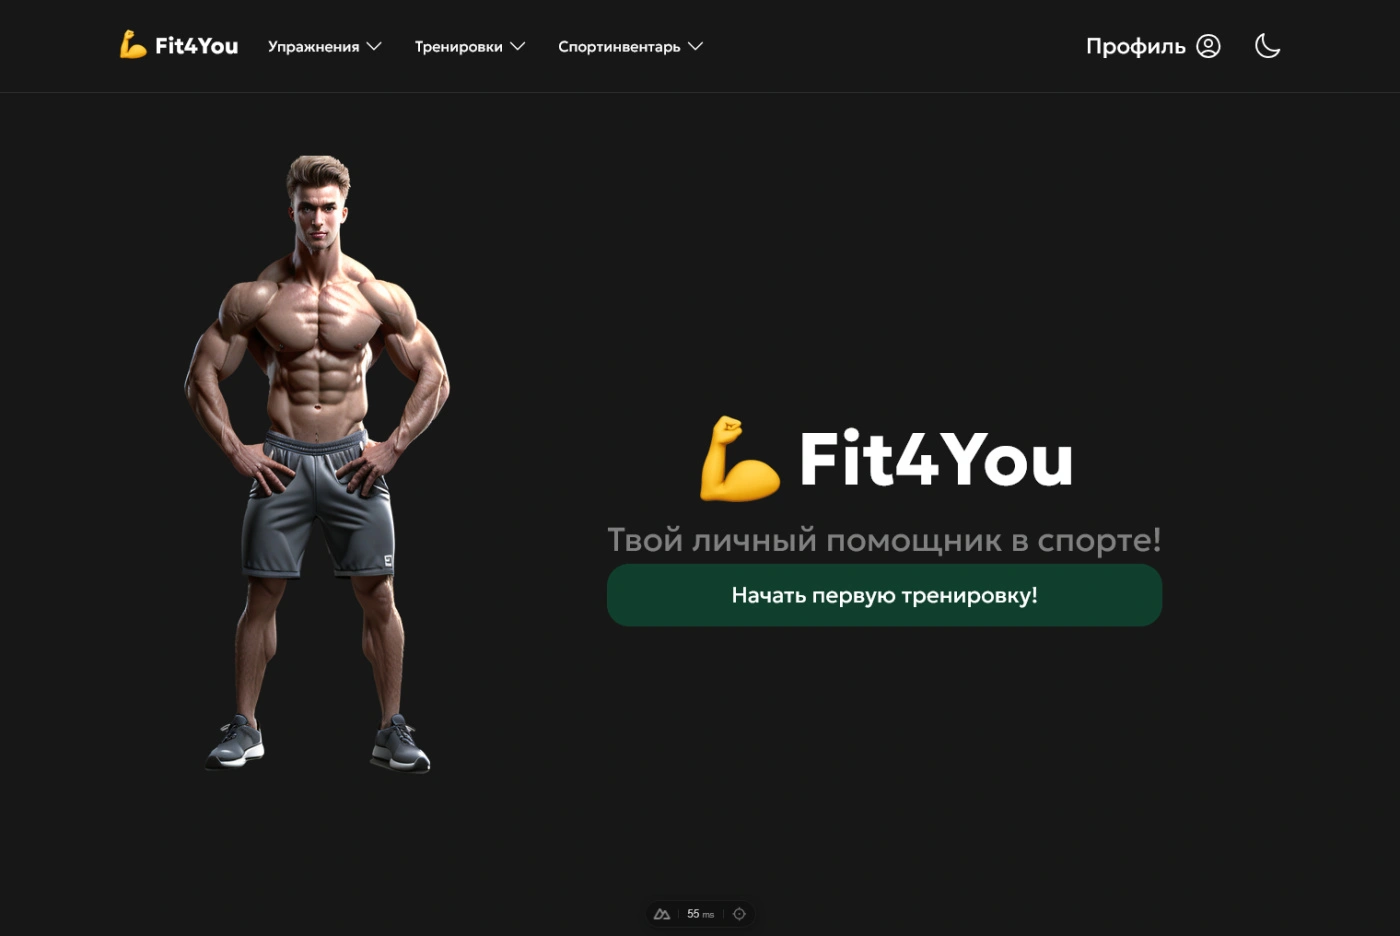 Fit4You
Упражнения
Тренировки
Спортинвентарь
Профиль
Fit4You
Твой личный помощник в спорте!
Начать первую тренировку!
55 ms